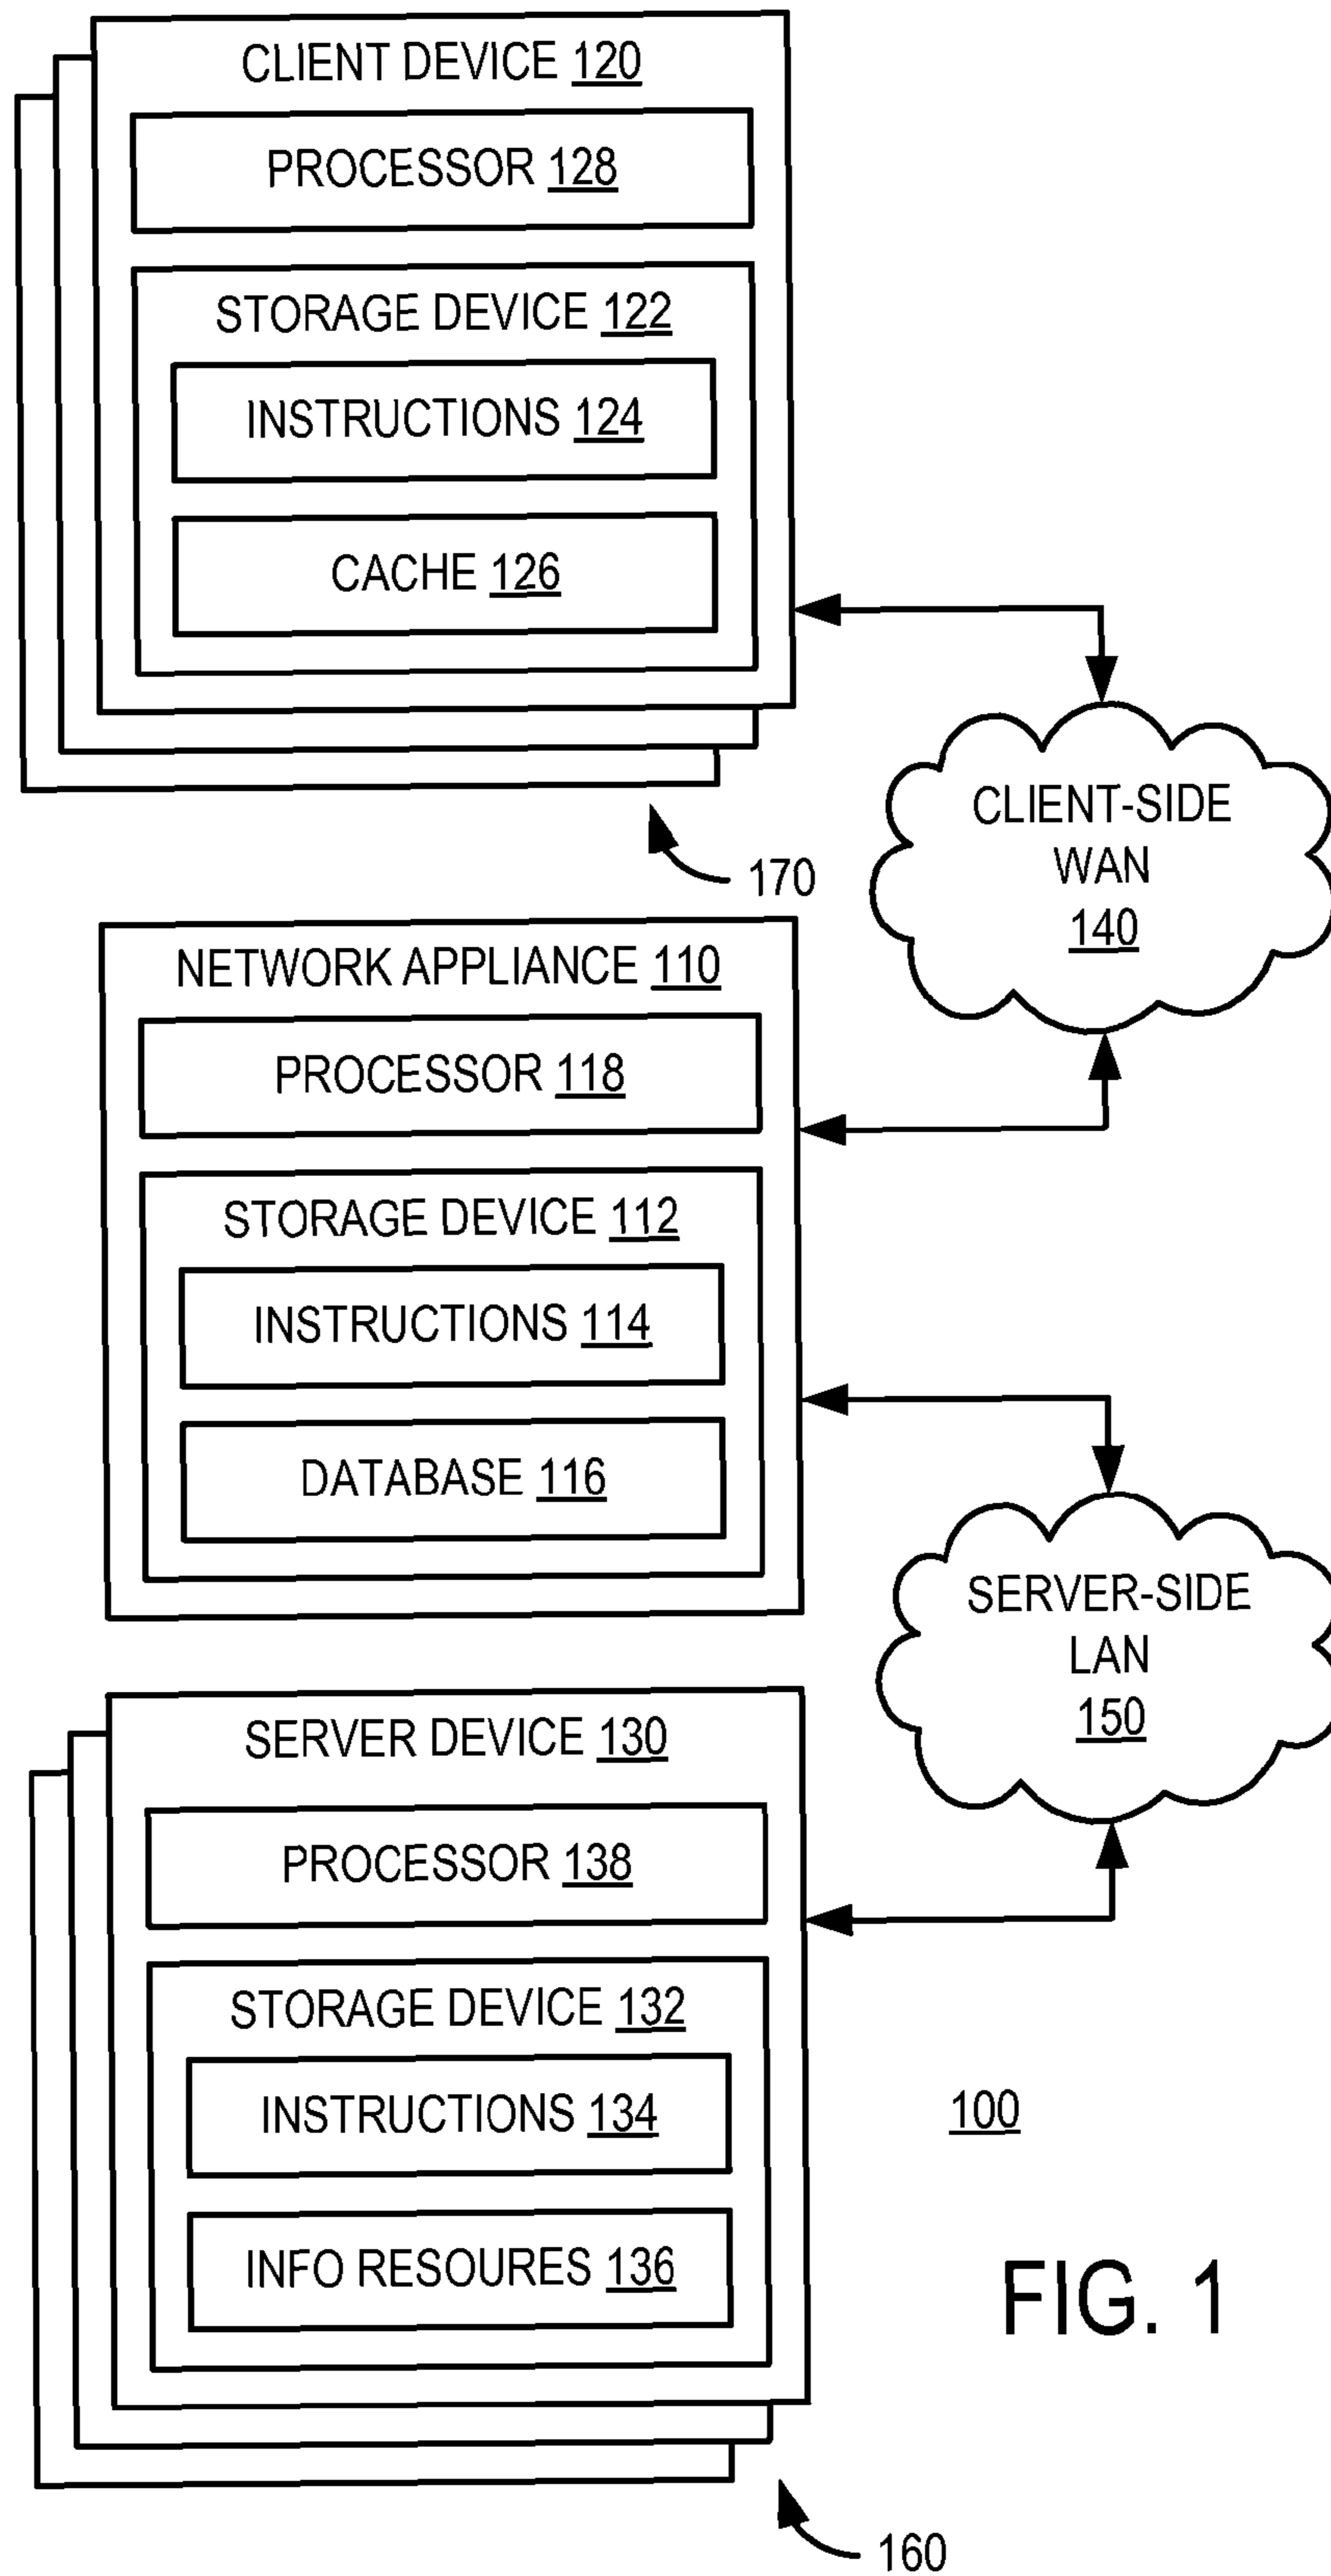 CLIENT DEVICE 120
PROCESSOR 128
STORAGE DEVICE 122
INSTRUCTIONS 124
CACHE 126
CLIENT-SIDE
WAN
140
170
NETWORK APPLIANCE 110
PROCESSOR 118
STORAGE DEVICE 112
INSTRUCTIONS 114
DATABASE 116
SERVER-SIDE
LAN
150
SERVER DEVICE 130
PROCESSOR 138
STORAGE DEVICE 132
INSTRUCTIONS 134
INFO RESOURES 136
100
FIG. 1
160